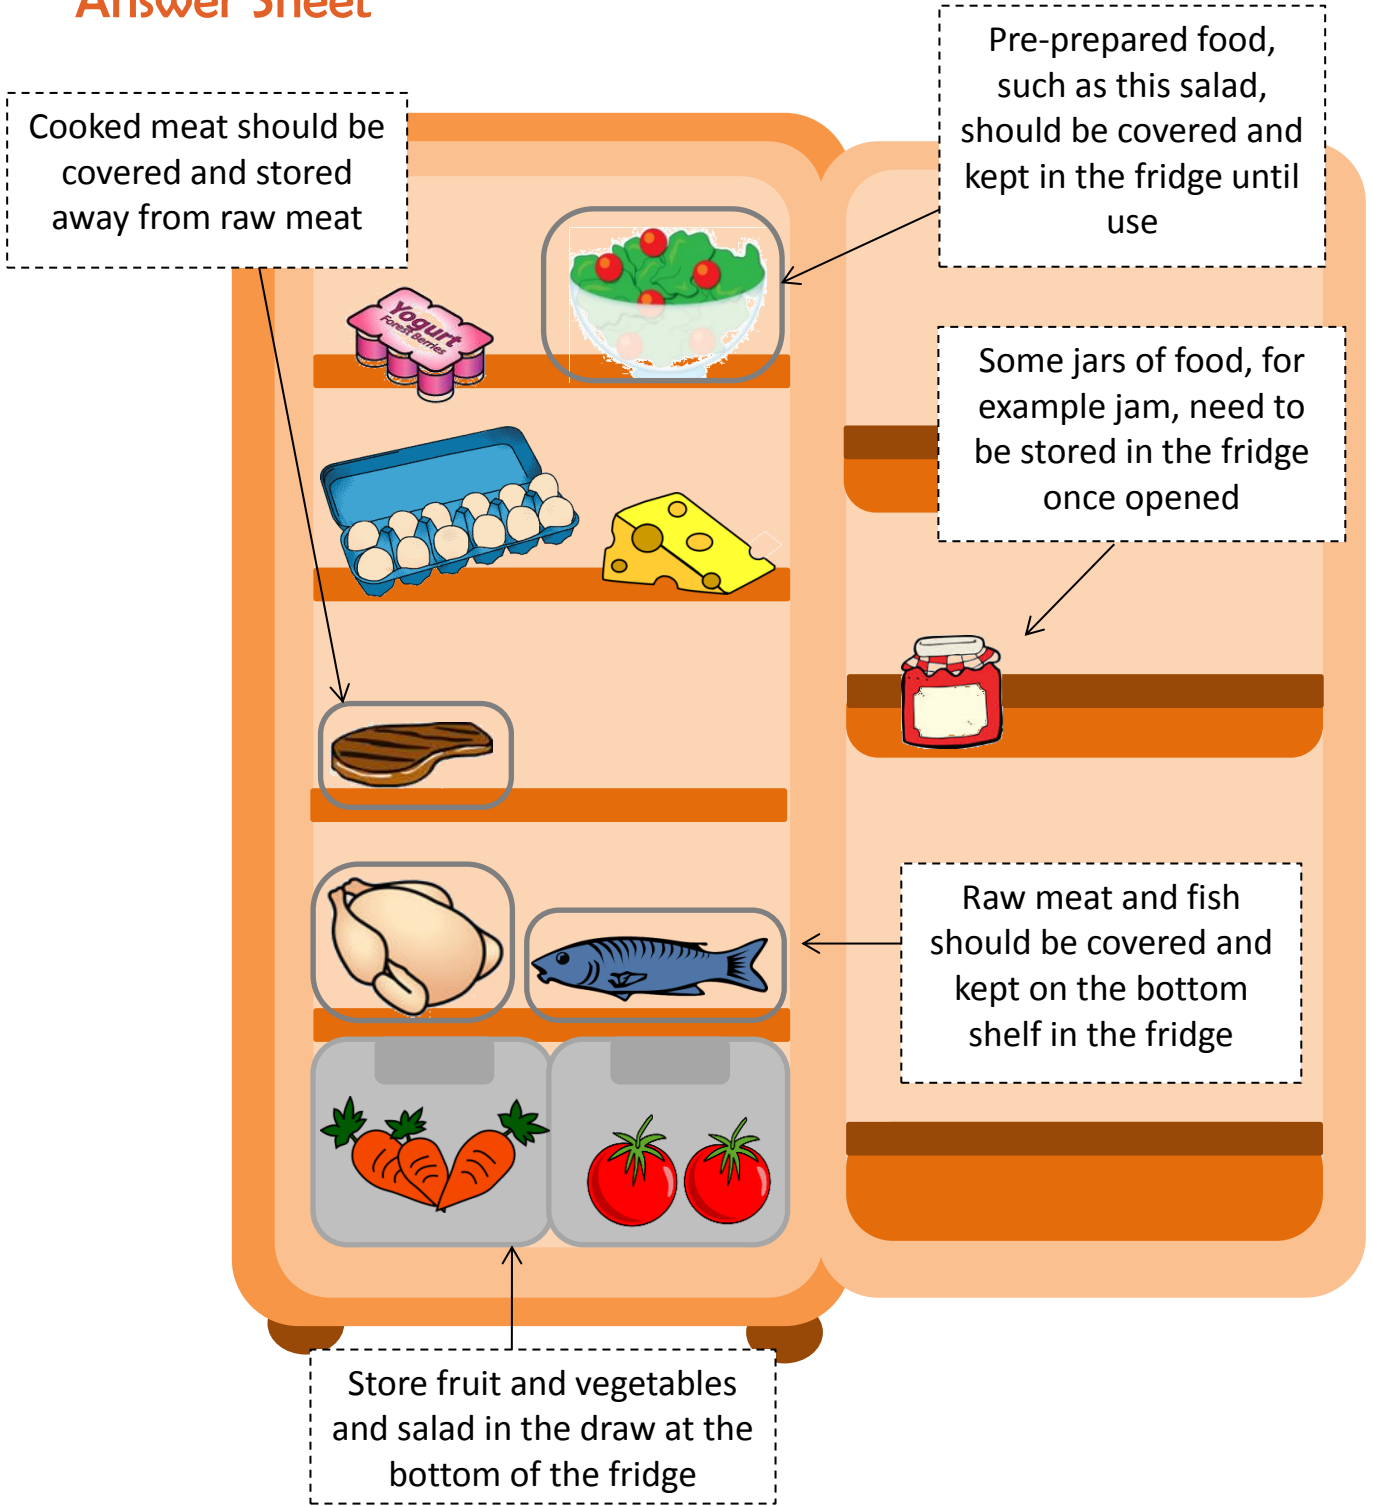 Answer Sheet
Pre-prepared food,
such as this salad,
should be covered and
kept in the fridge until
use
Cooked meat should be
covered and stored
away from raw meat
Yogurt
Forest Berries
Some jars of food, for
example jam, need to
be stored in the fridge
once opened
Raw meat and fish
should be covered and
kept on the bottom
shelf in the fridge
Store fruit and vegetables
and salad in the draw at the
bottom of the fridge